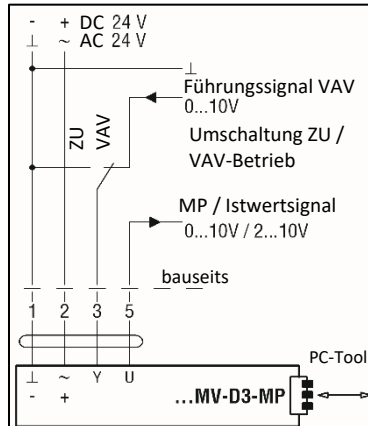 - + DC 24 V
⊥ ~ AC 24 V
⊥
Führungssignal VAV
0...10V
ZU
VAV
Umschaltung ZU /
VAV-Betrieb
MP / Istwertsignal
0...10V / 2...10V
bauseits
1 2 3 5
PC-Tool
⊥ ~ Y U
- +
...MV-D3-MP